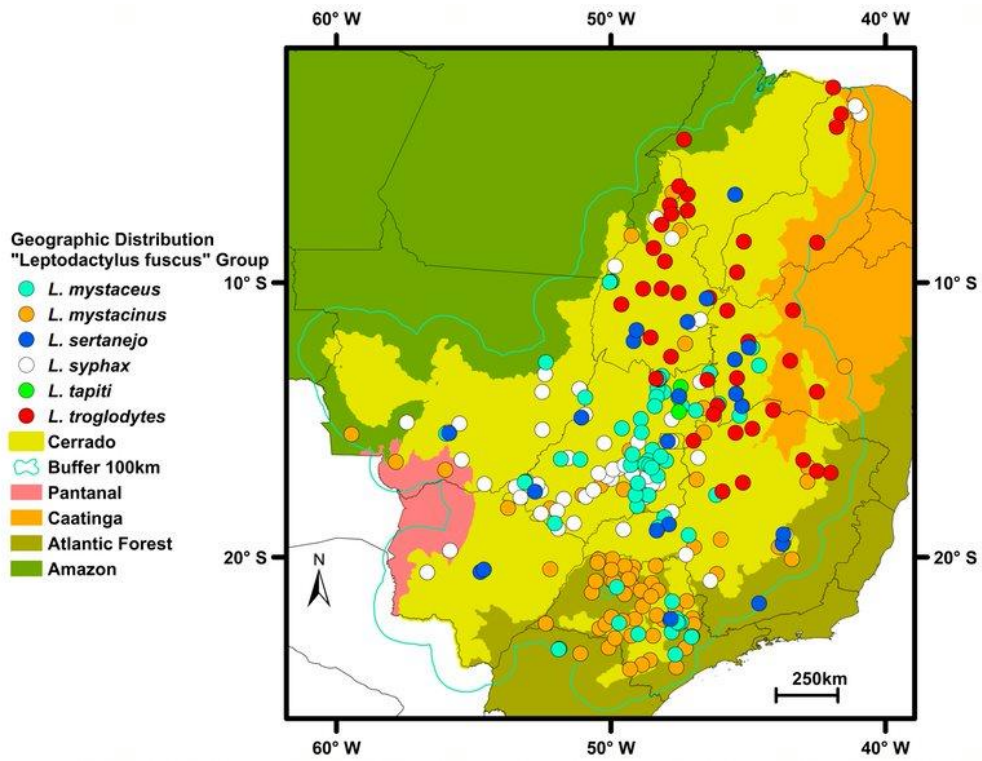 60° W 50° W 40° W
Geographic Distribution
"Leptodactylus fuscus" Group
L. mystaceus
L. mystacinus
L. sertanejo
L. syphax
L. tapiti
L. troglodytes
Cerrado
Buffer 100km
Pantanal
Caatinga
Atlantic Forest
Amazon
10° S
20° S
10° S
20° S
N
250km
60° W 50° W 40° W